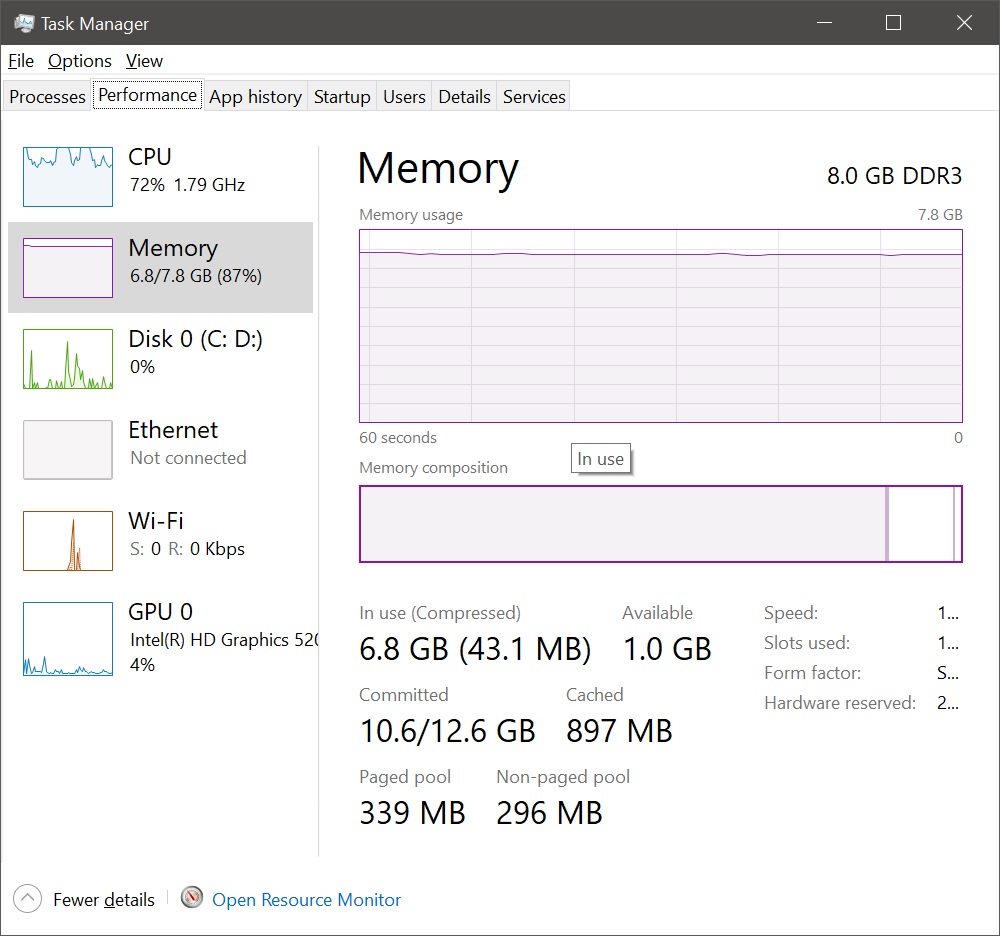 Task Manager
File Options View
Processes Performance App history Startup Users Details Services
CPU
72% 1.79 GHz
Memory
6.8/7.8 GB (87%)
Disk 0 (C: D:)
0%
Ethernet
Not connected
Wi-Fi
S: 0 R: 0 Kbps
GPU 0
Intel(R) HD Graphics 520
4%
Memory 8.0 GB DDR3
Memory usage 7.8 GB
60 seconds 0
In use
Memory composition
In use (Compressed) Available
6.8 GB (43.1 MB) 1.0 GB
Committed Cached
10.6/12.6 GB 897 MB
Paged pool Non-paged pool
339 MB 296 MB
Speed: 1...
Slots used: 1...
Form factor: S...
Hardware reserved: 2...
Fewer details Open Resource Monitor